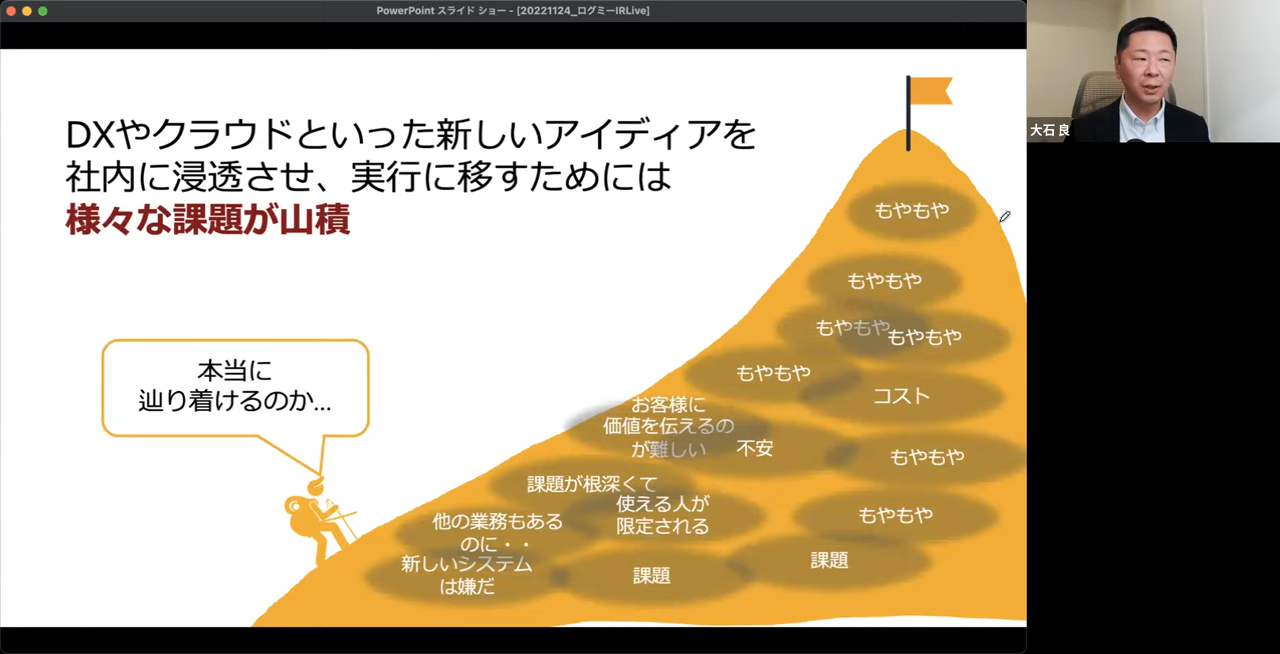 PowerPoint スライド ショー - [20221124_ログミーIRLive]
DXやクラウドといった新しいアイディアを
社内に浸透させ、実行に移すためには
様々な課題が山積
大石 良
本当に
辿り着けるのか…
もやもや
もやもや
もやもや
もやもや
もやもや
コスト
お客様に
価値を伝えるの
が難しい
不安
もやもや
課題が根深くて
使える人が
限定される
他の業務もある
のに・・
もやもや
新しいシステム
は嫌だ
課題
課題